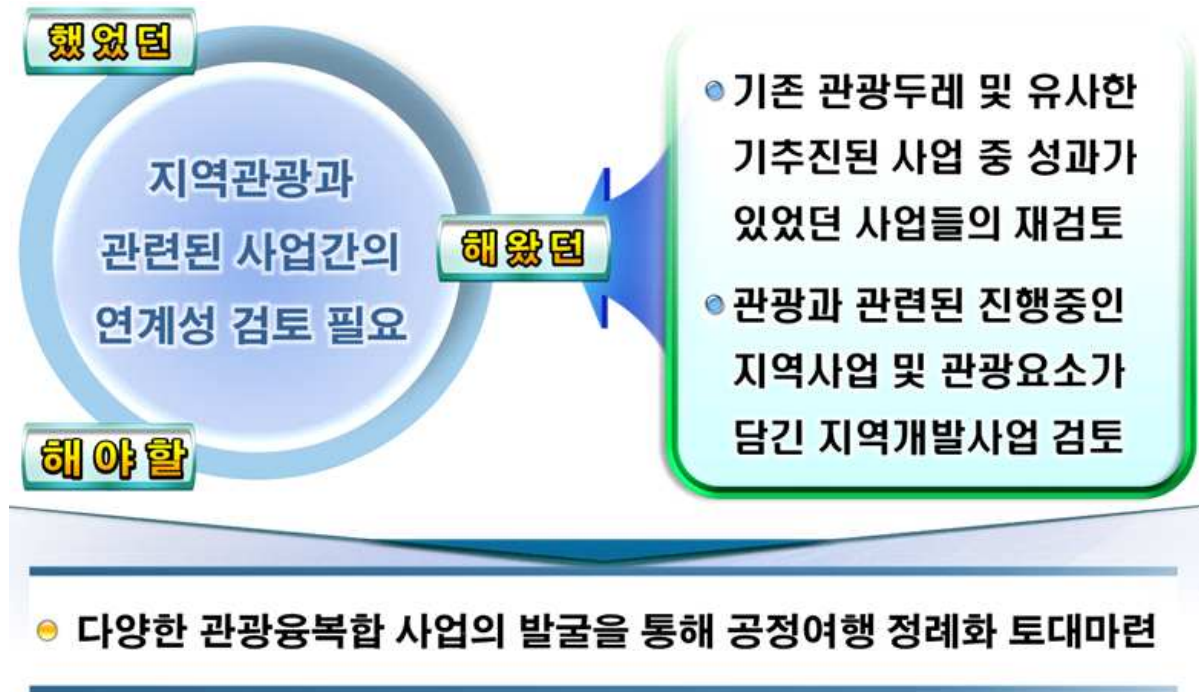 했었던
지역관광과
관련된 사업간의
연계성 검토 필요
해왔던
해야할
기존 관광두레 및 유사한
기추진된 사업 중 성과가
있었던 사업들의 재검토
관광과 관련된 진행중인
지역사업 및 관광요소가
담긴 지역개발사업 검토
다양한 관광융복합 사업의 발굴을 통해 공정여행 정례화 토대마련